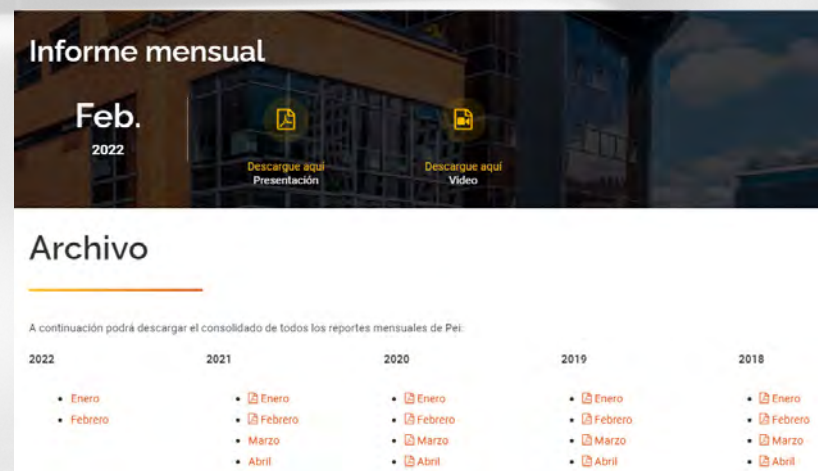 Informe mensual
Feb.
2022
Descargue aquí
Presentación
Descargue aquí
Video
Archivo
A continuación podrá descargar el consolidado de todos los reportes mensuales de Pei:
2022
2021
2020
2019
2018
Enero
Enero
Enero
Enero
Enero
Febrero
Febrero
Febrero
Febrero
Febrero
Marzo
Marzo
Marzo
Marzo
Abril
Abril
Abril
Abril